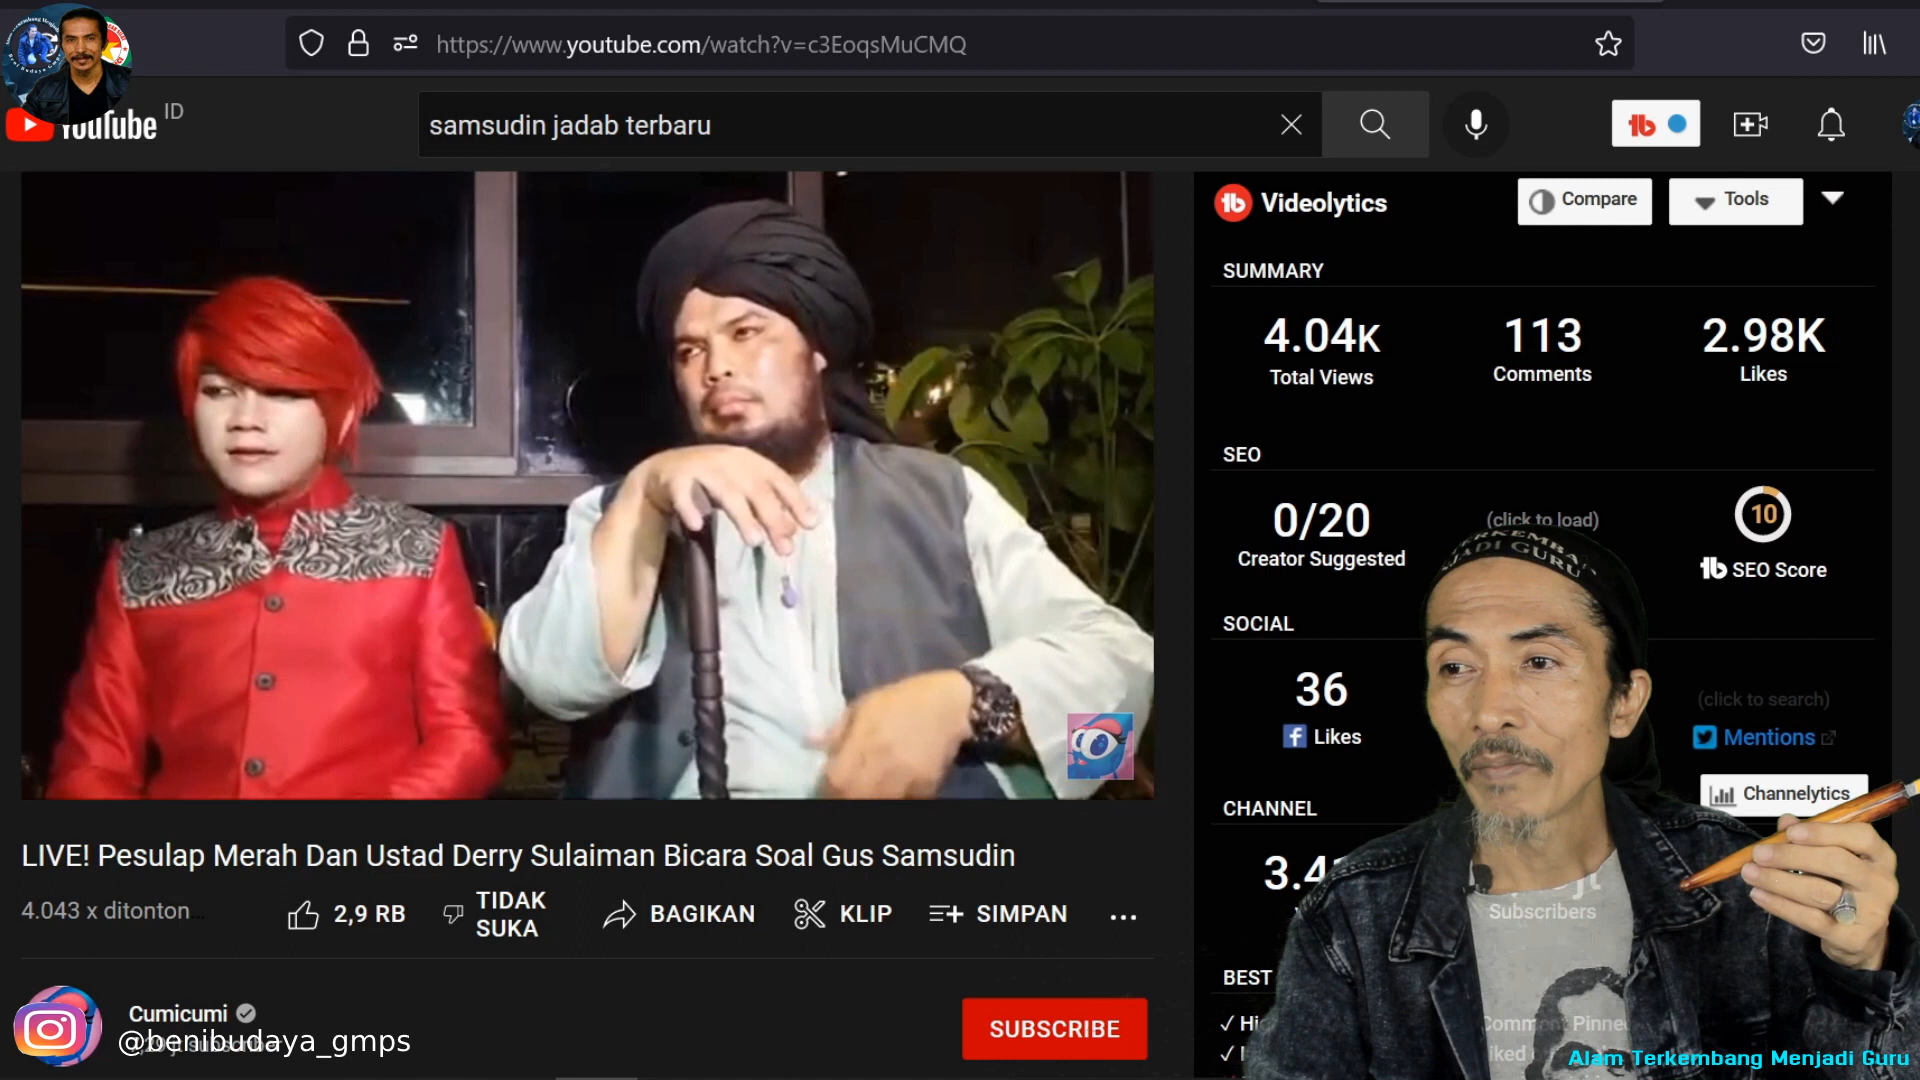 https://www.youtube.com/watch?v=c3EoqsMuCMQ
YouTube ID
samsudin jadab terbaru
Videolytics
Compare
Tools
SUMMARY
4.04K
113
2.98K
Total Views
Comments
Likes
SEO
0/20
(click to load)
10
Creator Suggested
SEO Score
SOCIAL
36
(click to search)
Likes
Mentions
Channelytics
CHANNEL
3.4
Subscribers
BEST
LIVE! Pesulap Merah Dan Ustad Derry Sulaiman Bicara Soal Gus Samsudin
4.043 x ditonton
2,9 RB
TIDAK SUKA
BAGIKAN
KLIP
SIMPAN
Cumicumi
@benibudaya_gmps
SUBSCRIBE
Alam Terkembang Menjadi Guru